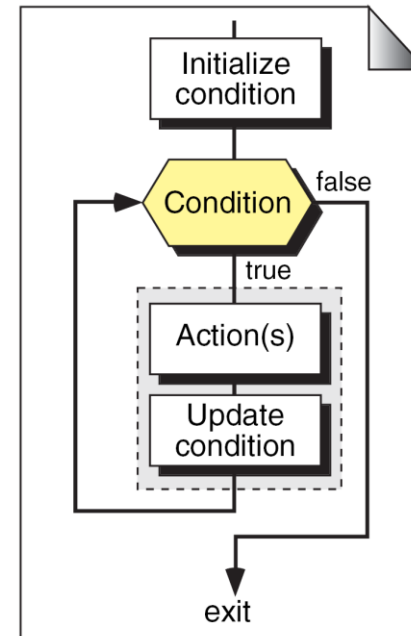 Initialize
condition
Condition
false
true
Action(s)
Update
condition
exit